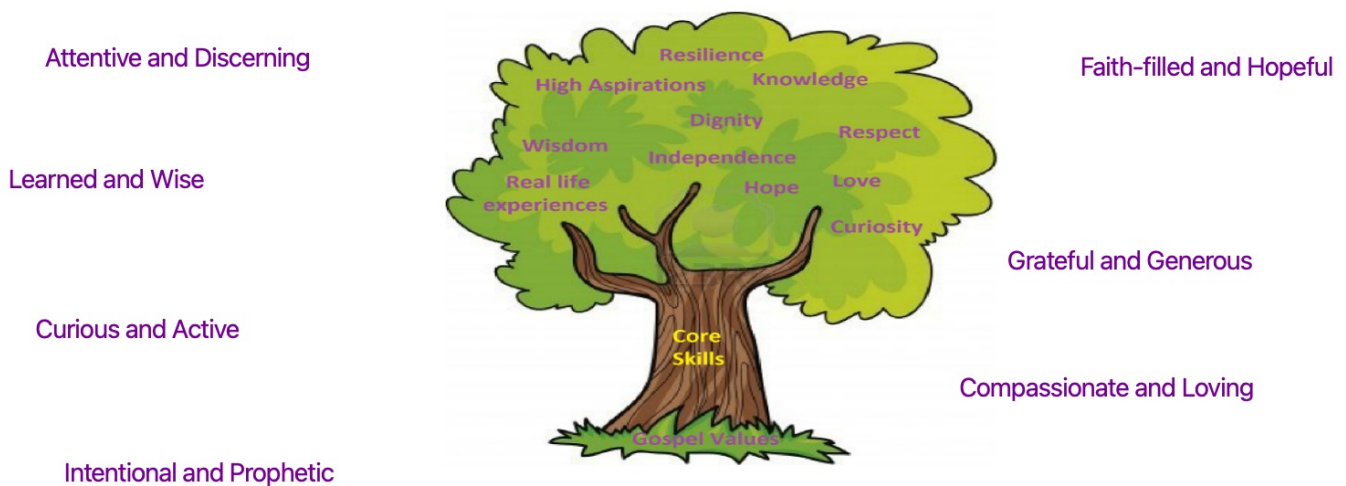 Attentive and Discerning
Learned and Wise
Curious and Active
Intentional and Prophetic
Resilience
High Aspirations
Knowledge
Dignity
Respect
Wisdom
Independence
Real life
experiences
Hope
Love
Curiosity
Core
Skills
Gospel Values
Faith-filled and Hopeful
Grateful and Generous
Compassionate and Loving